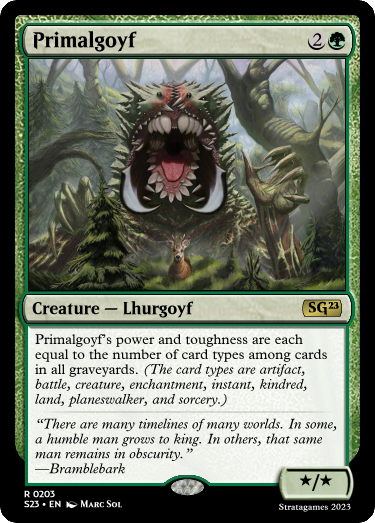 Primalgoyf 2
Creature — Lhurgoyf SG23
Primalgoyf's power and toughness are each
equal to the number of card types among cards
in all graveyards. (The card types are artifact,
battle, creature, enchantment, instant, kindred,
land, planeswalker, and sorcery.)
“There are many timelines of many worlds. In some,
a humble man grows to king. In others, that same
man remains in obscurity.”
—Bramblebark
★/★
R 0203
S23 • EN Marc Sol
Stratagames 2023